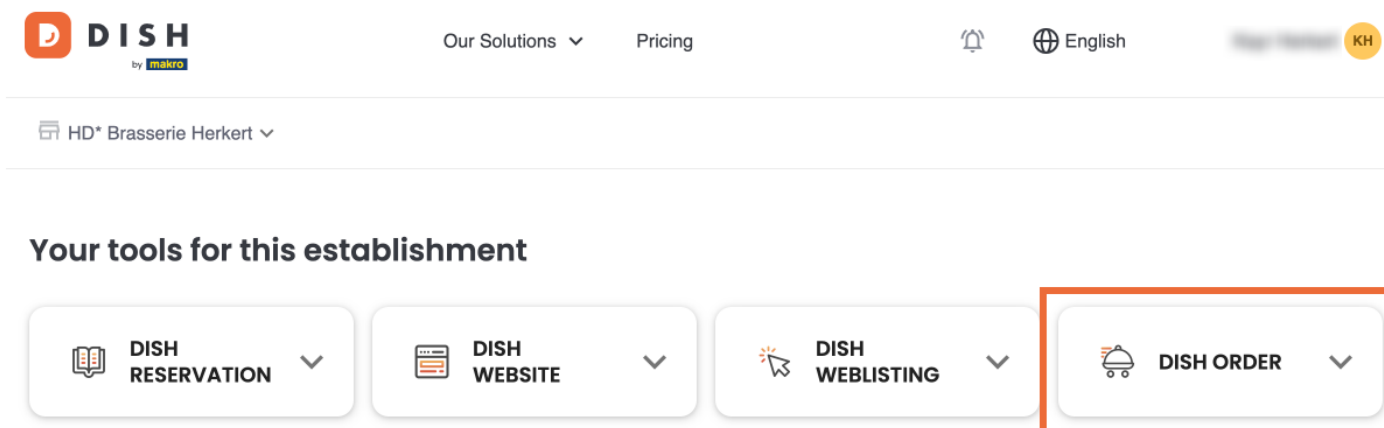 DISH
by makro
Our Solutions
Pricing
English
KH
HD* Brasserie Herkert
Your tools for this establishment
DISH
RESERVATION
DISH
WEBSITE
DISH
WEBLISTING
DISH ORDER